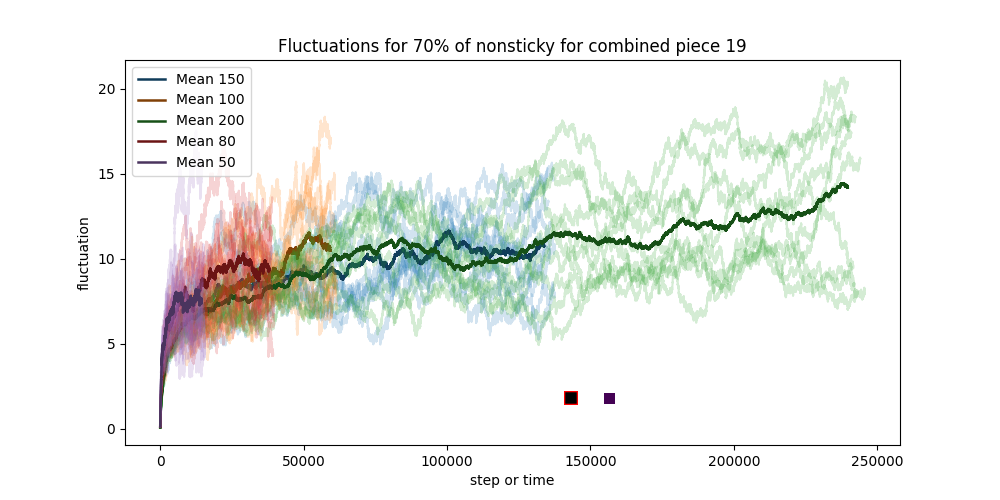 Fluctuations for 70% of nonsticky for combined piece 19
Mean 150
Mean 100
Mean 200
Mean 80
Mean 50
fluctuation
20
15
10
5
0
0
50000
100000
150000
200000
250000
step or time